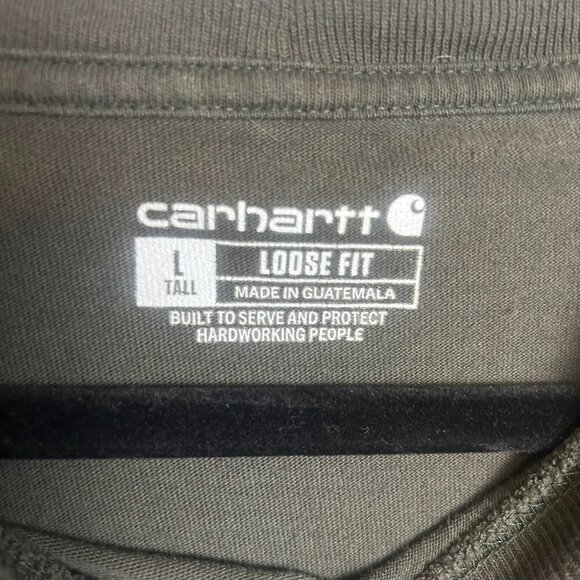 carhartt
L
TALL
LOOSE FIT
MADE IN GUATEMALA
BUILT TO SERVE AND PROTECT
HARDWORKING PEOPLE